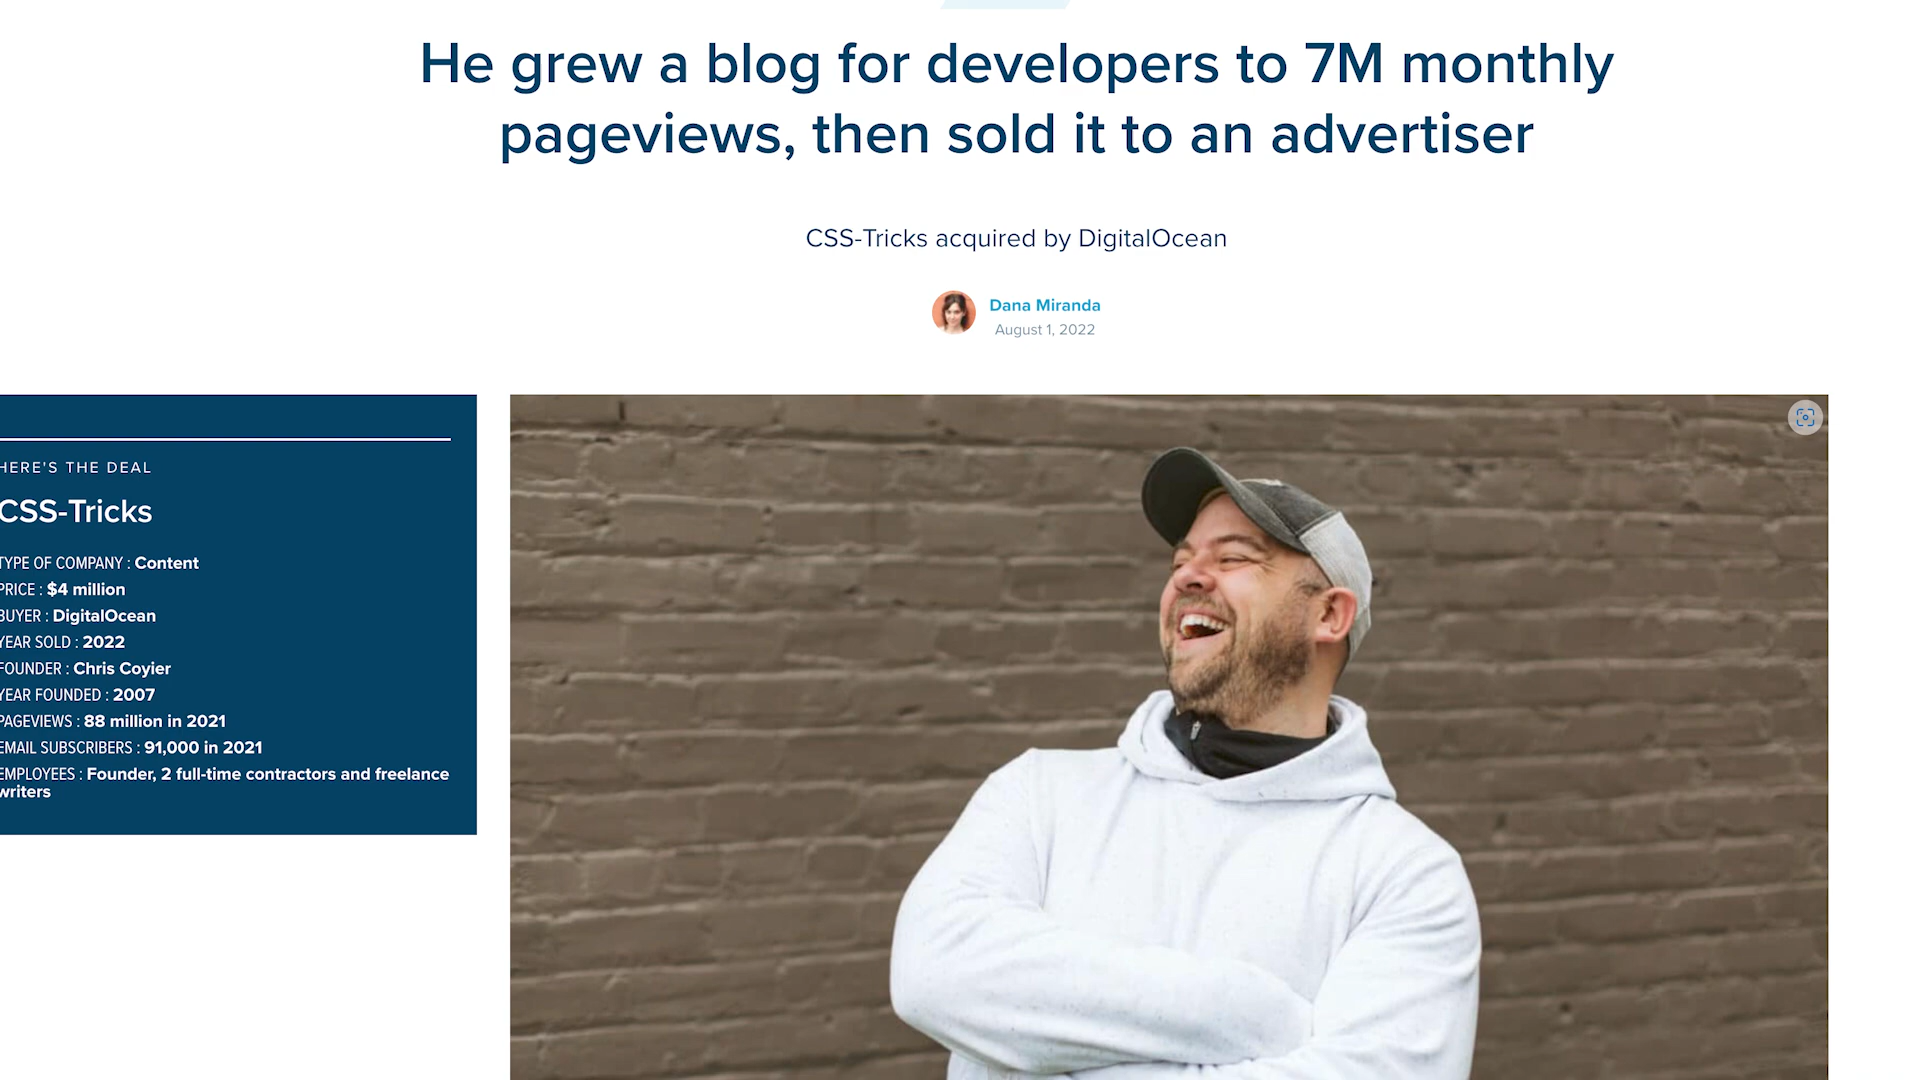 He grew a blog for developers to 7M monthly
pageviews, then sold it to an advertiser
CSS-Tricks acquired by DigitalOcean
Dana Miranda
August 1, 2022
HERE'S THE DEAL
CSS-Tricks
TYPE OF COMPANY : Content
PRICE : $4 million
BUYER : DigitalOcean
YEAR SOLD : 2022
FOUNDER : Chris Coyier
YEAR FOUNDED : 2007
PAGEVIEWS : 88 million in 2021
EMAIL SUBSCRIBERS : 91,000 in 2021
EMPLOYEES : Founder, 2 full-time contractors and freelance
writers